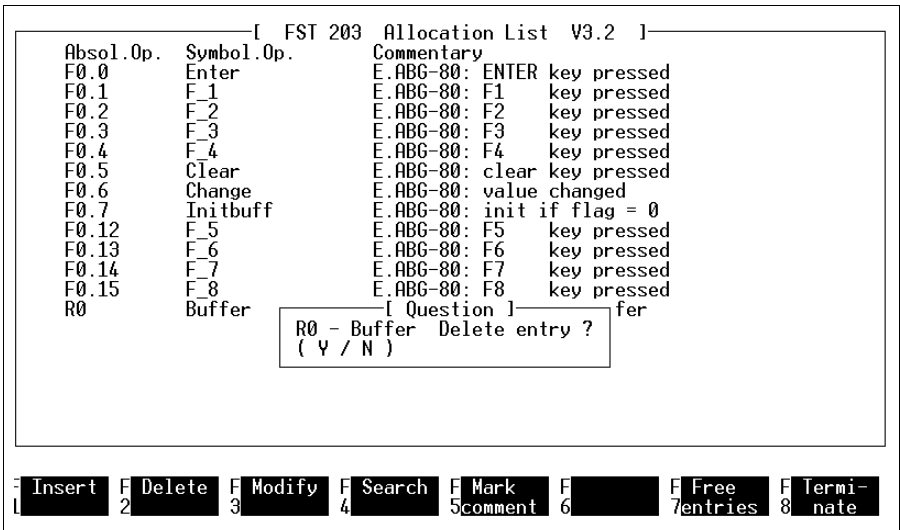 [ FST 203 Allocation List V3.2 ]
Absol.Op. Symbol.Op. Commentary
F0.0 Enter E.ABG-80: ENTER key pressed
F0.1 F_1 E.ABG-80: F1 key pressed
F0.2 F_2 E.ABG-80: F2 key pressed
F0.3 F_3 E.ABG-80: F3 key pressed
F0.4 F_4 E.ABG-80: F4 key pressed
F0.5 Clear E.ABG-80: clear key pressed
F0.6 Change E.ABG-80: value changed
F0.7 Initbuff E.ABG-80: init if flag = 0
F0.12 F_5 E.ABG-80: F5 key pressed
F0.13 F_6 E.ABG-80: F6 key pressed
F0.14 F_7 E.ABG-80: F7 key pressed
F0.15 F_8 E.ABG-80: F8 key pressed
R0 Buffer [ Question ] fer
R0 - Buffer Delete entry ?
( Y / N )
Insert F Delete F Modify F Search F Mark F F Free F Termi-
2 3 4 5 comment 6 7 entries 8 nate